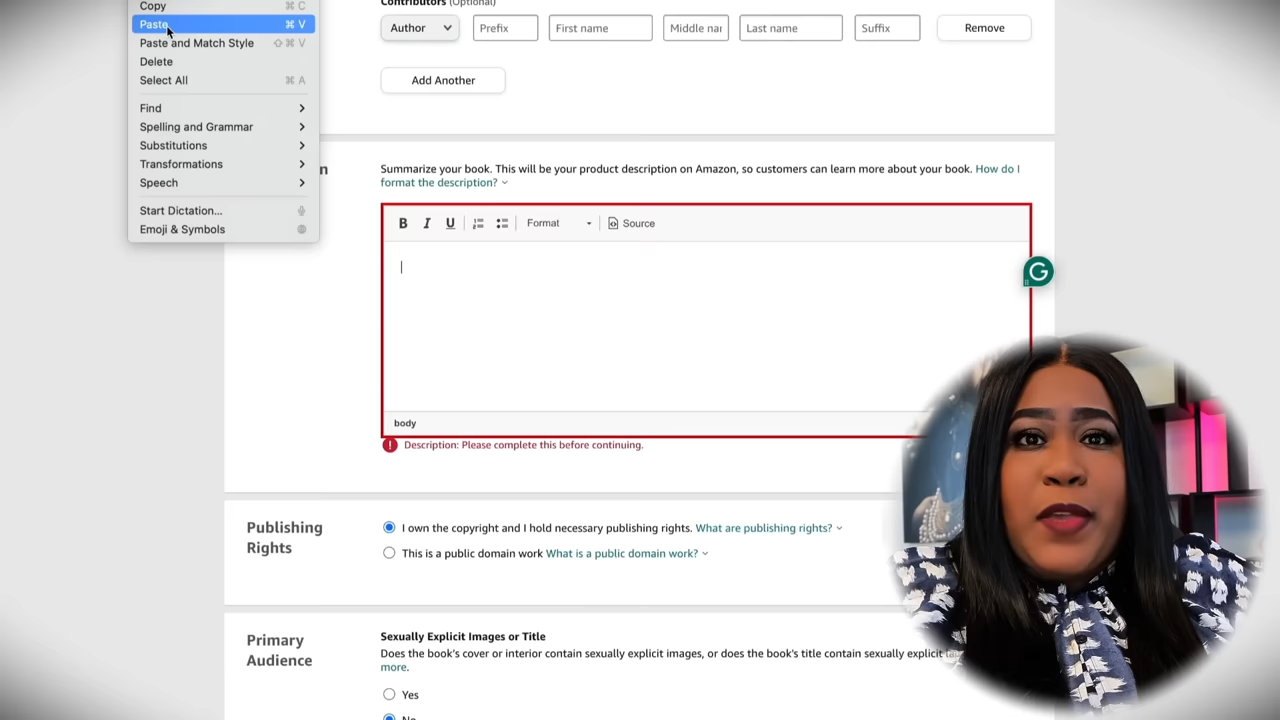 Copy ⌘ C
Paste ⌘ V
Paste and Match Style ⇧ ⌘ V
Delete
Select All ⌘ A
Find
Spelling and Grammar
Substitutions
Transformations
Speech
Start Dictation...
Emoji & Symbols
Contributors (Optional)
Author Prefix First name Middle nar Last name Suffix Remove
Add Another
n
Summarize your book. This will be your product description on Amazon, so customers can learn more about your book. How do I
format the description?
B I U Format Source
G
body
! Description: Please complete this before continuing.
Publishing
Rights
I own the copyright and I hold necessary publishing rights. What are publishing rights?
This is a public domain work What is a public domain work?
Primary
Audience
Sexually Explicit Images or Title
Does the book's cover or interior contain sexually explicit images, or does the book's title contain sexually explicit
more.
Yes
No